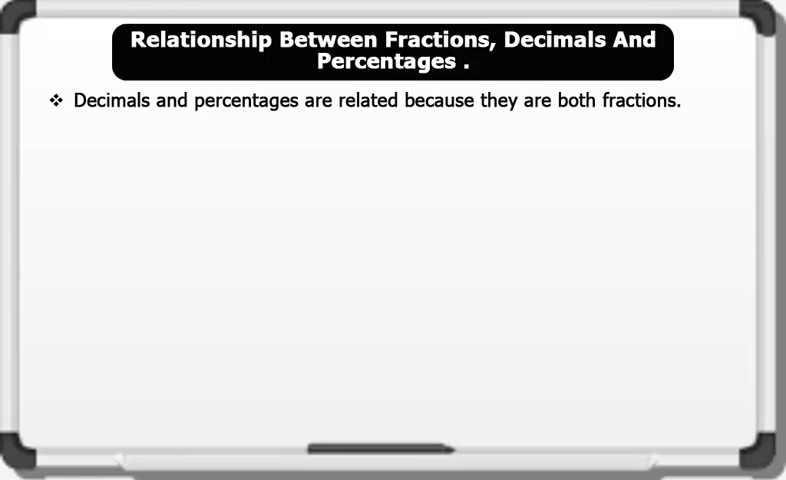 Relationship Between Fractions, Decimals And
Percentages .
❖ Decimals and percentages are related because they are both fractions.